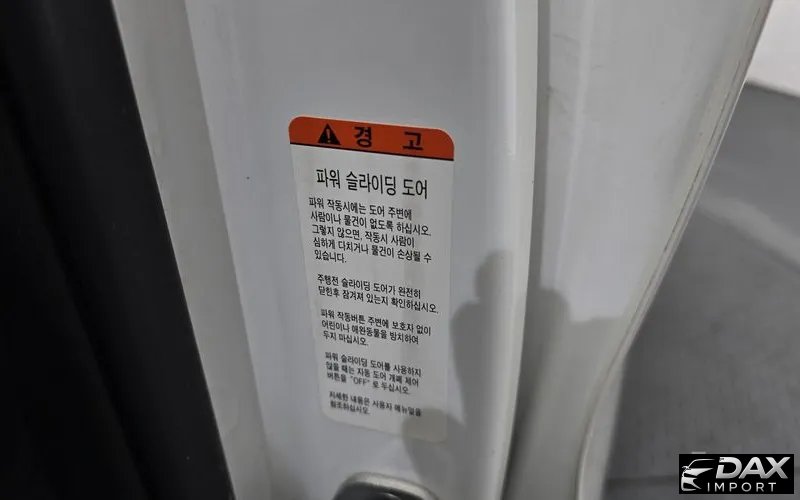 경 고
파워 슬라이딩 도어
파워 작동시에는 도어 주변에
사람이나 물건이 없도록 하십시오.
그렇지 않으면, 작동시 사람이
심하게 다치거나 물건이 손상될 수
있습니다.
주행전 슬라이딩 도어가 완전히
닫힌후 잠겨져 있는지 확인하십시오.
파워 작동버튼 주변에 보호자 없이
어린이나 애완동물을 방치하여
두지 마십시오.
파워 슬라이딩 도어를 사용하지
않을 때는 자동 도어 개폐 제어
버튼을 "OFF" 로 두십시오.
자세한 내용은 사용자 메뉴얼을
참조하십시오.
DAX
IMPORT